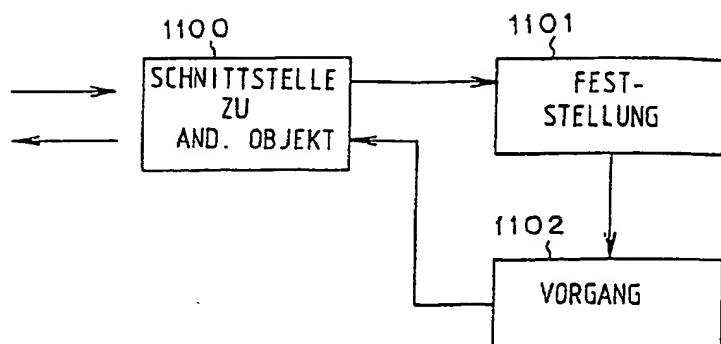 1100
SCHNITTSTELLE
ZU
AND. OBJEKT
1101
FEST-
STELLUNG
1102
VORGANG